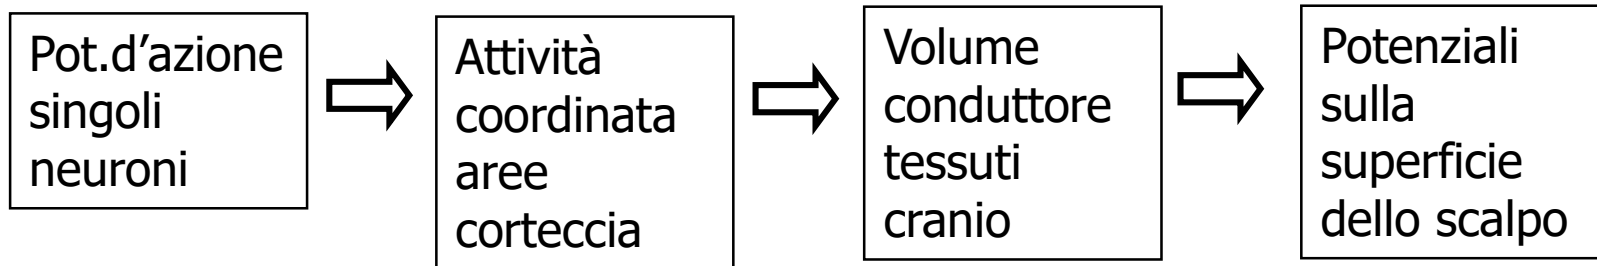 Pot.d’azione
singoli
neuroni
Attività
coordinata
aree
corteccia
Volume
conduttore
tessuti
cranio
Potenziali
sulla
superficie
dello scalpo